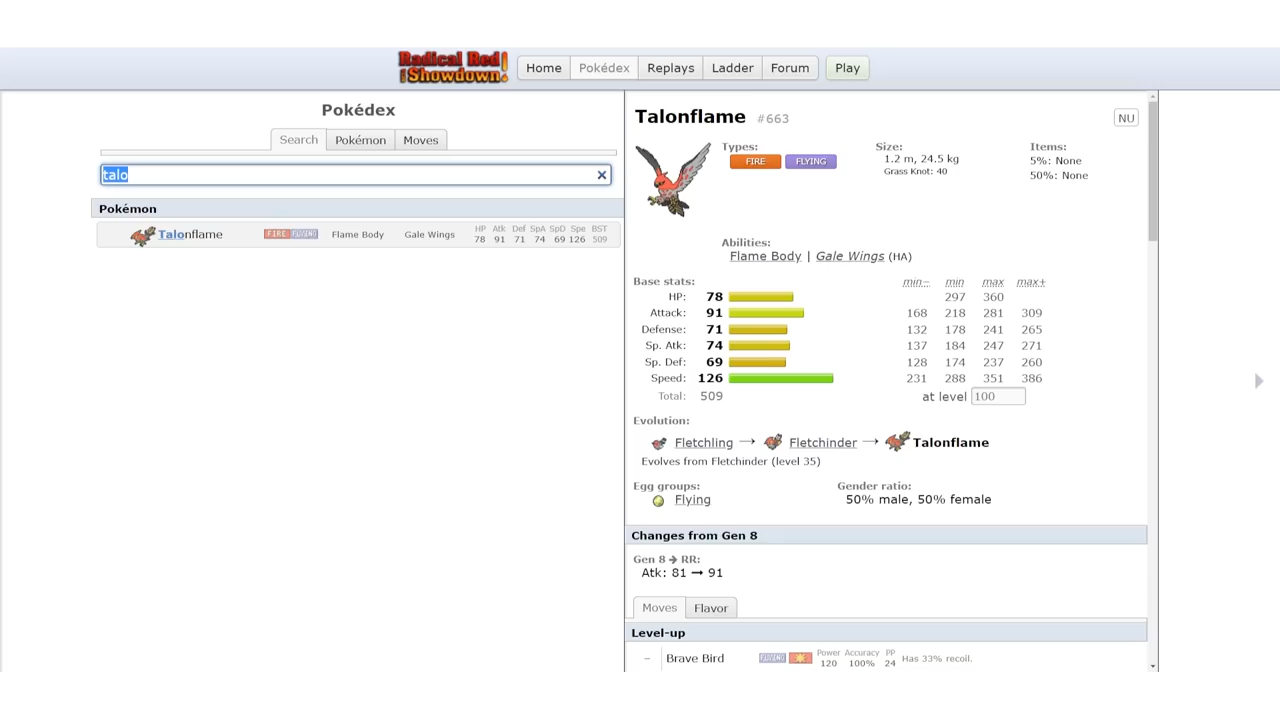 Radical Red Showdown!
Home Pokédex Replays Ladder Forum Play
Pokédex
Search Pokémon Moves
talo
Pokémon
Talonflame FIRE FLYING Flame Body Gale Wings HP 78 Atk 91 Def 71 SpA 74 SpD 69 Spe 126 BST 509
Talonflame #663 NU
Types: FIRE FLYING
Size: 1.2 m, 24.5 kg
Grass Knot: 40
Items:
5%: None
50%: None
Abilities:
Flame Body | Gale Wings (HA)
Base stats: min− min max max+
HP: 78 297 360
Attack: 91 168 218 281 309
Defense: 71 132 178 241 265
Sp. Atk: 74 137 184 247 271
Sp. Def: 69 128 174 237 260
Speed: 126 231 288 351 386
Total: 509 at level 100
Evolution:
Fletchling → Fletchinder → Talonflame
Evolves from Fletchinder (level 35)
Egg groups:
Flying
Gender ratio:
50% male, 50% female
Changes from Gen 8
Gen 8 → RR:
Atk: 81 → 91
Moves Flavor
Level-up
– Brave Bird FLYING Power 120 Accuracy 100% PP 24 Has 33% recoil.